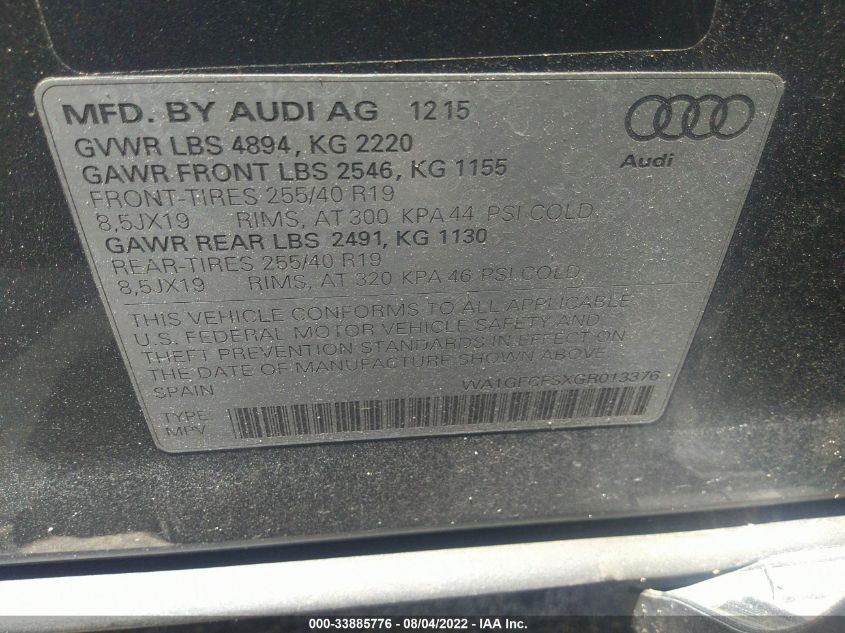 MFD. BY AUDI AG 12 15
GVWR LBS 4894, KG 2220
GAWR FRONT LBS 2546, KG 1155
FRONT-TIRES 255/40 R19
8,5JX19 RIMS, AT 300 KPA 44 PSI COLD
GAWR REAR LBS 2491, KG 1130
REAR-TIRES 255/40 R19
8,5JX19 RIMS, AT 320 KPA 46 PSI COLD
Audi
THIS VEHICLE CONFORMS TO ALL APPLICABLE
U.S. FEDERAL MOTOR VEHICLE SAFETY AND
THEFT PREVENTION STANDARDS IN EFFECT ON
THE DATE OF MANUFACTURE SHOWN ABOVE.
SPAIN WA1GFCFSXGR013376
TYPE:
MPV
000-33885776 - 08/04/2022 - WA1GFCFSXGR013376